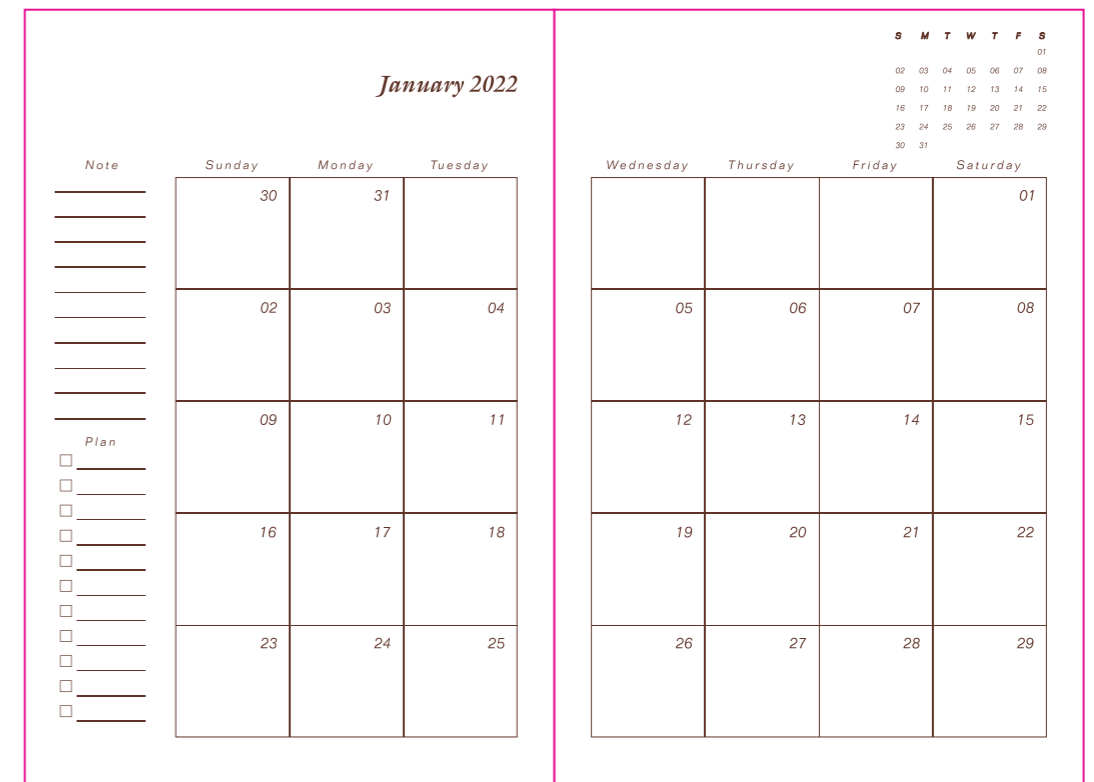 January 2022
S M T W T F S
01
02 03 04 05 06 07 08
09 10 11 12 13 14 15
16 17 18 19 20 21 22
23 24 25 26 27 28 29
30 31
Note
Plan
Sunday Monday Tuesday Wednesday Thursday Friday Saturday
30 31 01
02 03 04 05 06 07 08
09 10 11 12 13 14 15
16 17 18 19 20 21 22
23 24 25 26 27 28 29